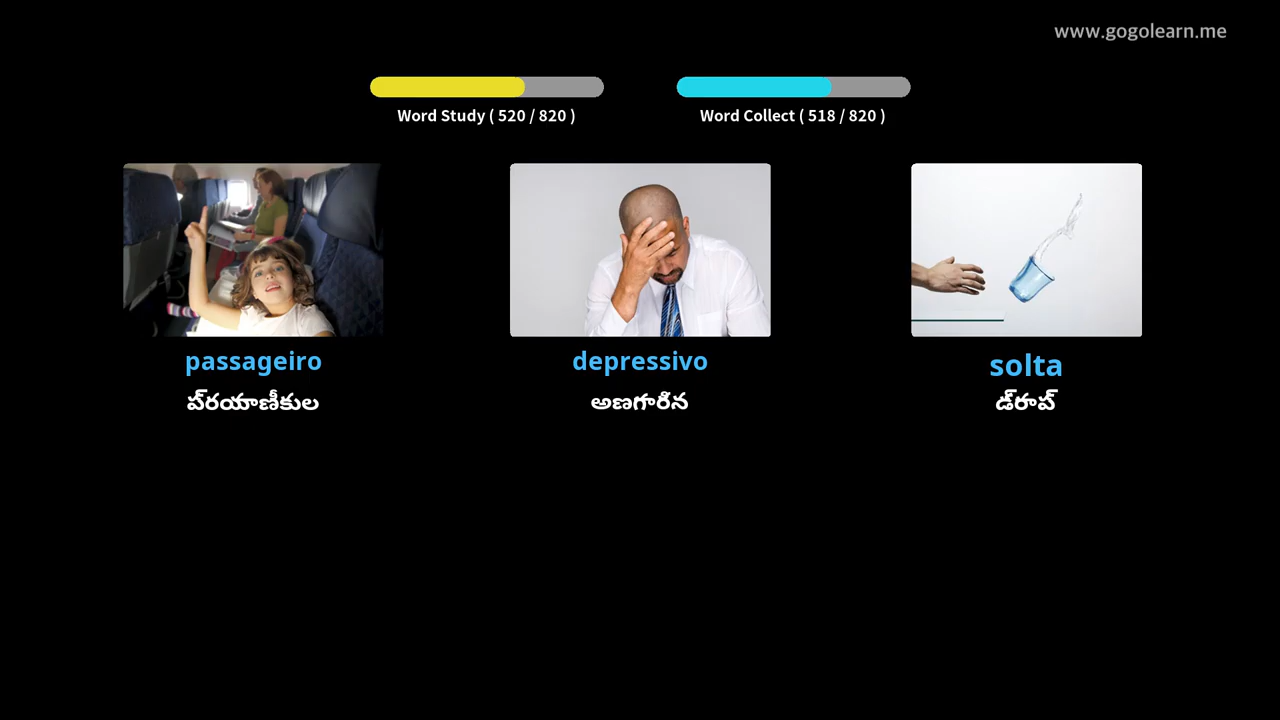 www.gogolearn.me
Word Study ( 520 / 820 )
Word Collect ( 518 / 820 )
passageiro
depressivo
solta
ప్రయాణీకుల
అణగారిన
డ్రాప్